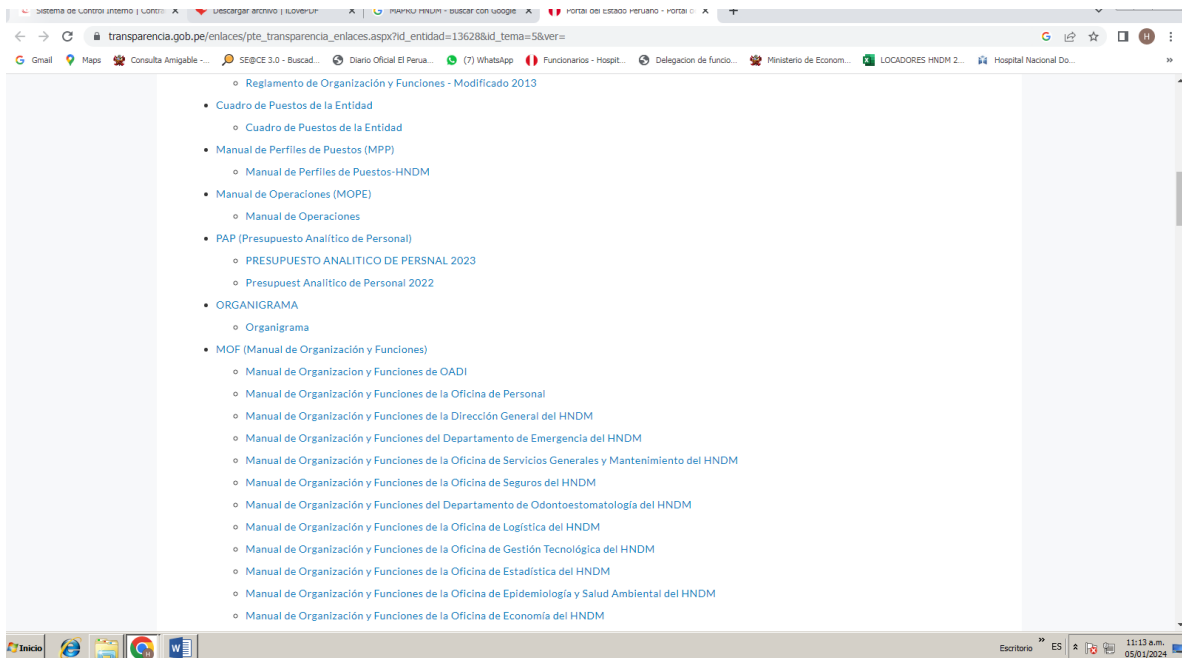 Sistema de Control Interno | Contra
Descargar archivo | iLovePDF
MAPRO HNDM - Buscar con Google
Portal del Estado Peruano - Portal d
transparencia.gob.pe/enlaces/pte_transparencia_enlaces.aspx?id_entidad=13628&id_tema=5&ver=
H
Gmail Maps Consulta Amigable -... SE@CE 3.0 - Buscad... Diario Oficial El Perua... (7) WhatsApp Funcionarios - Hospit... Delegacion de funcio... Ministerio de Econom... LOCADORES HNDM 2... Hospital Nacional Do... »
Reglamento de Organización y Funciones - Modificado 2013
Cuadro de Puestos de la Entidad
Cuadro de Puestos de la Entidad
Manual de Perfiles de Puestos (MPP)
Manual de Perfiles de Puestos-HNDM
Manual de Operaciones (MOPE)
Manual de Operaciones
PAP (Presupuesto Analítico de Personal)
PRESUPUESTO ANALITICO DE PERSNAL 2023
Presupuest Analitico de Personal 2022
ORGANIGRAMA
Organigrama
MOF (Manual de Organización y Funciones)
Manual de Organizacion y Funciones de OADI
Manual de Organización y Funciones de la Oficina de Personal
Manual de Organización y Funciones de la Dirección General del HNDM
Manual de Organización y Funciones del Departamento de Emergencia del HNDM
Manual de Organización y Funciones de la Oficina de Servicios Generales y Mantenimiento del HNDM
Manual de Organización y Funciones de la Oficina de Seguros del HNDM
Manual de Organización y Funciones del Departamento de Odontoestomatología del HNDM
Manual de Organización y Funciones de la Oficina de Logística del HNDM
Manual de Organización y Funciones de la Oficina de Gestión Tecnológica del HNDM
Manual de Organización y Funciones de la Oficina de Estadística del HNDM
Manual de Organización y Funciones de la Oficina de Epidemiología y Salud Ambiental del HNDM
Manual de Organización y Funciones de la Oficina de Economía del HNDM
Inicio
Escritorio » ES
11:13 a.m.
05/01/2024